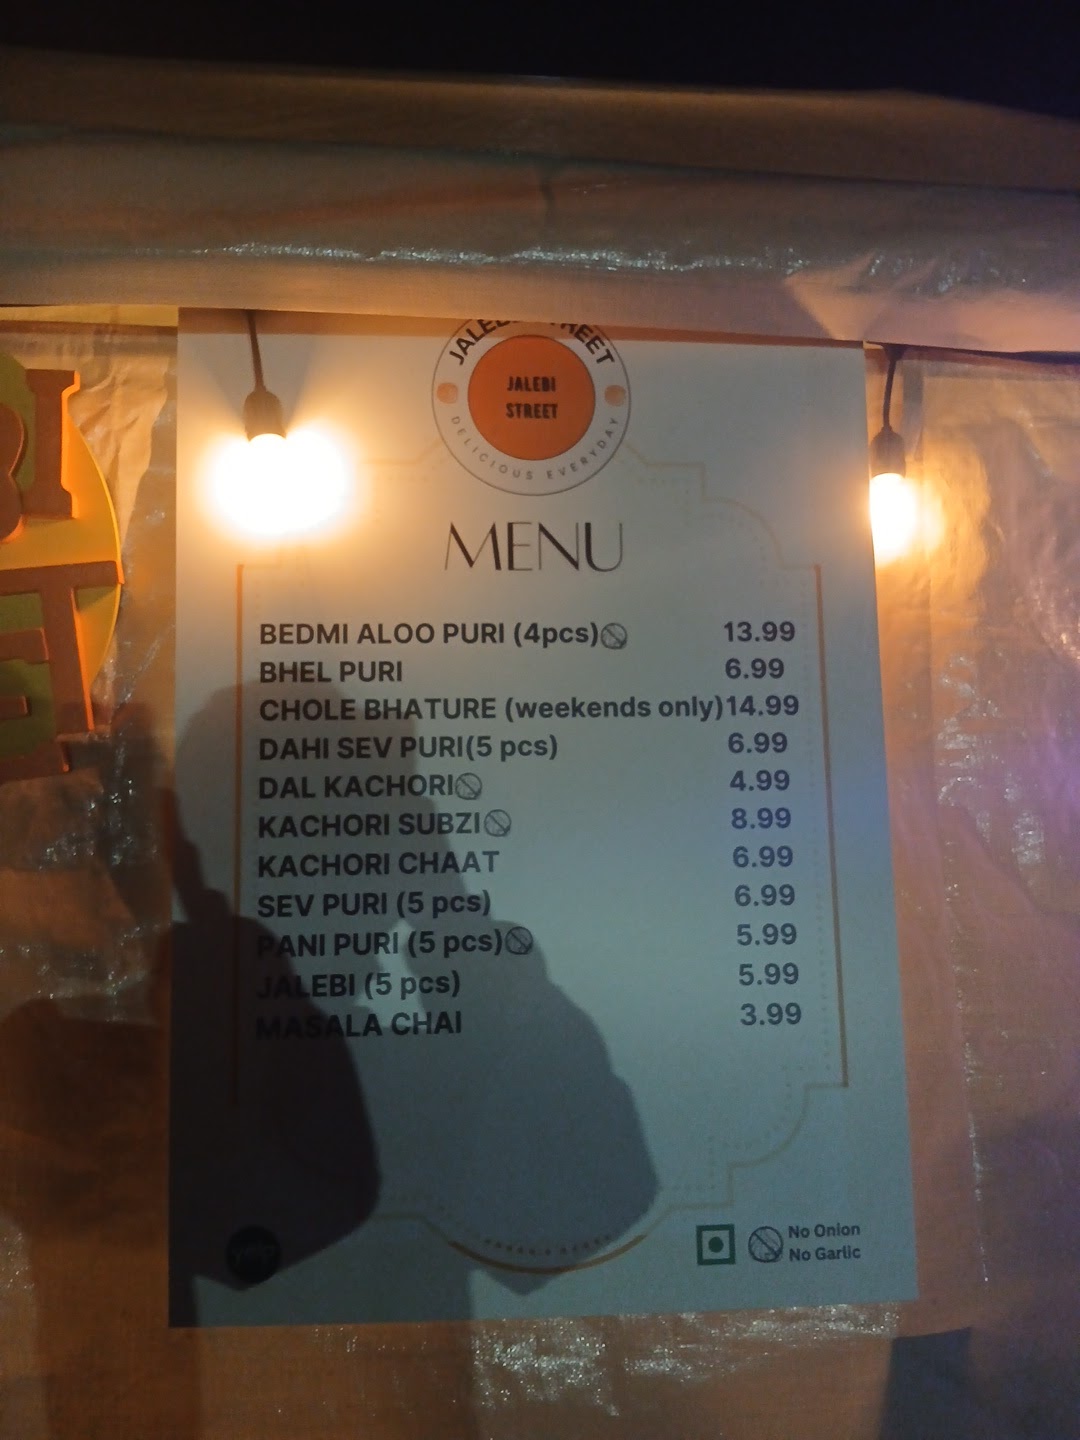 JALEBI STREET
JALEBI
STREET
DELICIOUS EVERYDAY
MENU
BEDMI ALOO PURI (4pcs) 13.99
BHEL PURI 6.99
CHOLE BHATURE (weekends only) 14.99
DAHI SEV PURI(5 pcs) 6.99
DAL KACHORI 4.99
KACHORI SUBZI 8.99
KACHORI CHAAT 6.99
SEV PURI (5 pcs) 6.99
PANI PURI (5 pcs) 5.99
JALEBI (5 pcs) 5.99
MASALA CHAI 3.99
yelp
No Onion
No Garlic